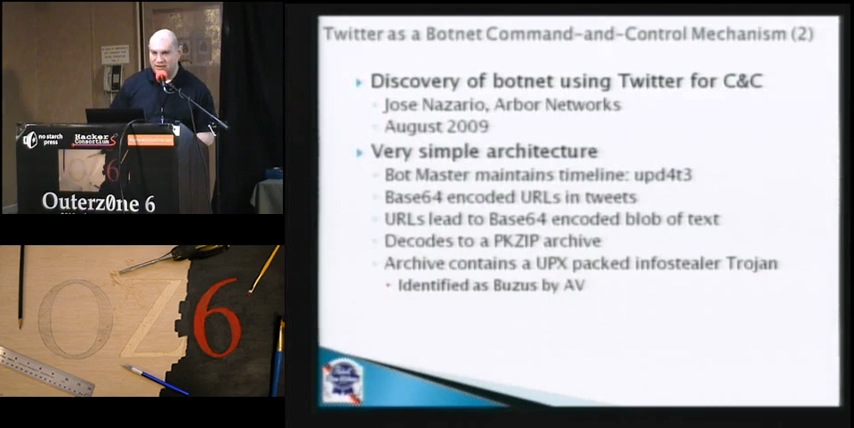 no starch
press
Hacker
Consortium
Outerz0ne 6
OZ6
Twitter as a Botnet Command-and-Control Mechanism (2)
Discovery of botnet using Twitter for C&C
Jose Nazario, Arbor Networks
August 2009
Very simple architecture
Bot Master maintains timeline: upd4t3
Base64 encoded URLs in tweets
URLs lead to Base64 encoded blob of text
Decodes to a PKZIP archive
Archive contains a UPX packed infostealer Trojan
Identified as Buzus by AV